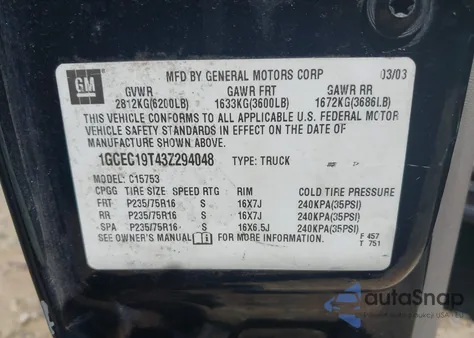 GM
MFD BY GENERAL MOTORS CORP 03/03
GVWR GAWR FRT GAWR RR
2812KG(6200LB) 1633KG(3600LB) 1672KG(3686LB)
THIS VEHICLE CONFORMS TO ALL APPLICABLE U.S. FEDERAL MOTOR
VEHICLE SAFETY STANDARDS IN EFFECT ON THE DATE OF
MANUFACTURE SHOWN ABOVE.
1GCEC19T43Z294048 TYPE: TRUCK
MODEL: C15753
CPGG TIRE SIZE SPEED RTG RIM COLD TIRE PRESSURE
FRT P235/75R16 S 16X7J 240KPA(35PSI)
RR P235/75R16 S 16X7J 240KPA(35PSI)
SPA P235/75R16 S 16X6.5J 240KPA(35PSI)
SEE OWNER'S MANUAL FOR MORE INFORMATION.
F 457
T 751
autoSnap